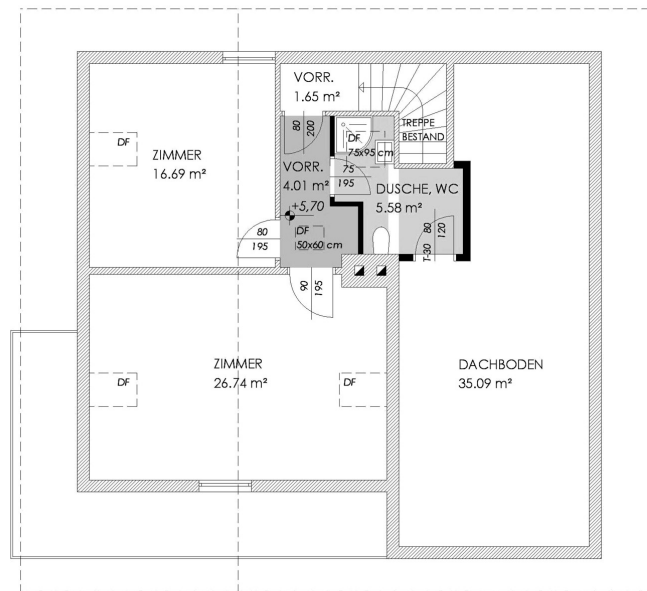 VORR.
1.65 m²
80
200
DF
75x95 cm
TREPPE
BESTAND
DF
ZIMMER
16.69 m²
VORR.
4.01 m²
75
195
DUSCHE, WC
5.58 m²
+5,70
80
195
DF
50x60 cm
T-30
80
120
90
195
ZIMMER
26.74 m²
DF
DF
DACHBODEN
35.09 m²